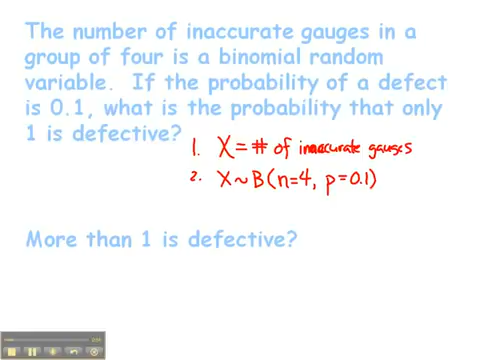 The number of inaccurate gauges in a
group of four is a binomial random
variable. If the probability of a defect
is 0.1, what is the probability that only
1 is defective?
1. X = # of inaccurate gauges
2. X ~ B(n=4, p=0.1)
More than 1 is defective?